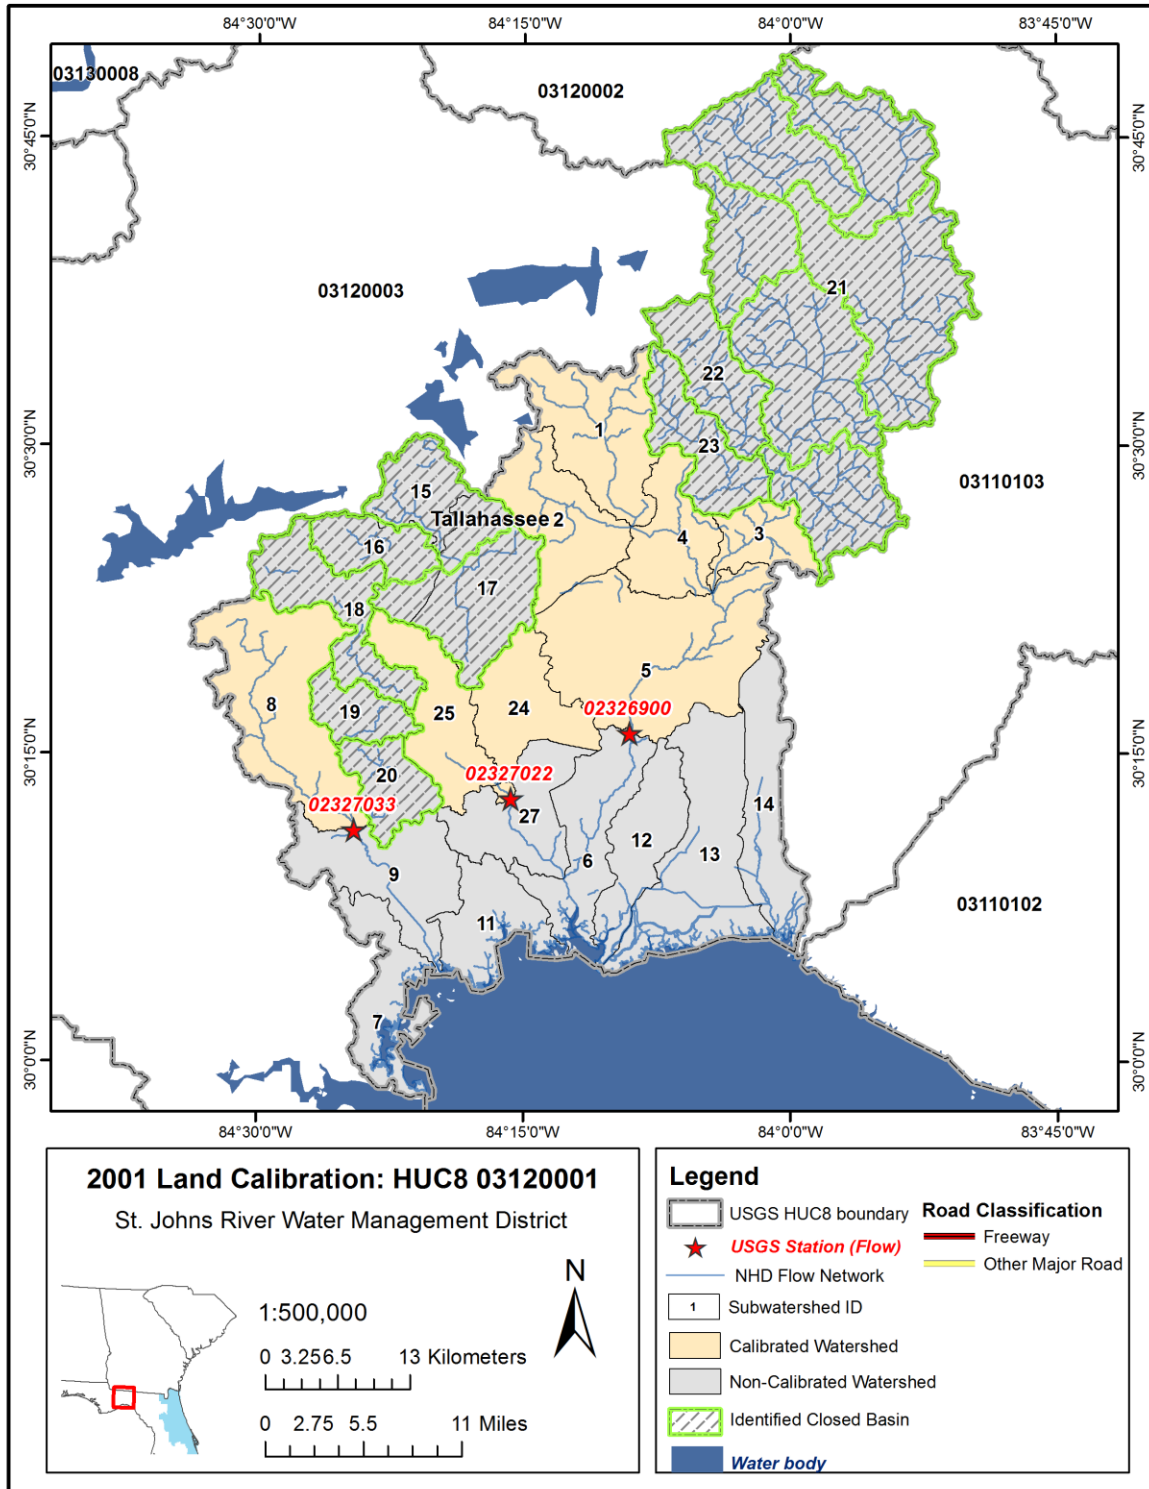 84°30'0"W 84°15'0"W 84°0'0"W 83°45'0"W
03130008
03120002
30°45'0"N 30°45'0"N
21
03120003
22
1
23
30°30'0"N 30°30'0"N
03110103
15
Tallahassee 2
3
4
16
17
18
5
8
19
25
24
02326900
30°15'0"N 30°15'0"N
20
02327022
14
02327033
27
12
13
6
9
03110102
11
7
30°0'0"N 30°0'0"N
84°30'0"W 84°15'0"W 84°0'0"W 83°45'0"W
2001 Land Calibration: HUC8 03120001
St. Johns River Water Management District
N
1:500,000
0 3.25 6.5 13 Kilometers
0 2.75 5.5 11 Miles
Legend
USGS HUC8 boundary
USGS Station (Flow)
NHD Flow Network
1 Subwatershed ID
Calibrated Watershed
Non-Calibrated Watershed
Identified Closed Basin
Water body
Road Classification
Freeway
Other Major Road